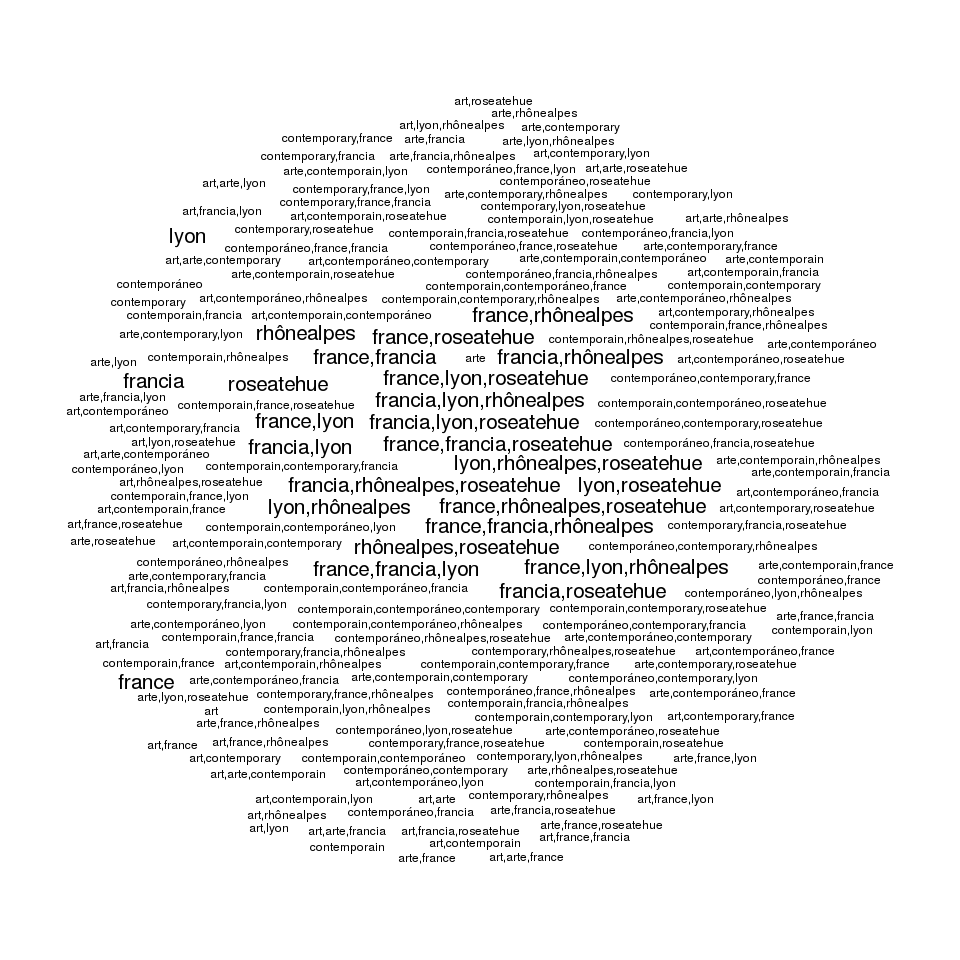 art,roseatehue
arte,rhônealpes
art,lyon,rhônealpes arte,contemporary
contemporary,france arte,francia arte,lyon,rhônealpes
contemporary,francia arte,francia,rhônealpes art,contemporary,lyon
arte,contemporain,lyon contemporáneo,france,lyon art,arte,roseatehue
art,arte,lyon contemporary,france,lyon contemporáneo,roseatehue
contemporary,france,francia arte,contemporary,rhônealpes contemporary,lyon
art,francia,lyon art,contemporain,roseatehue contemporary,lyon,roseatehue
contemporain,lyon,roseatehue art,arte,rhônealpes
lyon contemporary,roseatehue contemporain,francia,roseatehue contemporáneo,francia,lyon
contemporáneo,france,francia contemporáneo,france,roseatehue arte,contemporary,france
art,arte,contemporary art,contemporáneo,contemporary arte,contemporain,contemporáneo arte,contemporain
arte,contemporain,roseatehue contemporáneo,francia,rhônealpes art,contemporain,francia
contemporáneo contemporain,contemporáneo,france contemporain,contemporary
contemporary art,contemporáneo,rhônealpes contemporain,contemporary,rhônealpes arte,contemporáneo,rhônealpes
contemporain,francia art,contemporain,contemporáneo france,rhônealpes art,contemporary,rhônealpes
contemporain,france,rhônealpes
arte,contemporary,lyon rhônealpes france,roseatehue contemporain,rhônealpes,roseatehue arte,contemporáneo
arte,lyon contemporain,rhônealpes france,francia arte francia,rhônealpes art,contemporáneo,roseatehue
francia roseatehue france,lyon,roseatehue contemporáneo,contemporary,france
arte,francia,lyon contemporain,france,roseatehue francia,lyon,rhônealpes contemporain,contemporáneo,roseatehue
art,contemporáneo
art,contemporary,francia france,lyon francia,lyon,roseatehue contemporáneo,contemporary,roseatehue
art,lyon,roseatehue francia,lyon france,francia,roseatehue contemporáneo,francia,roseatehue
art,arte,contemporáneo
contemporáneo,lyon contemporain,contemporary,francia lyon,rhônealpes,roseatehue arte,contemporain,rhônealpes
arte,contemporain,francia
art,rhônealpes,roseatehue francia,rhônealpes,roseatehue lyon,roseatehue art,contemporáneo,francia
contemporain,france,lyon
art,contemporain,france lyon,rhônealpes france,rhônealpes,roseatehue art,contemporary,roseatehue
art,france,roseatehue contemporain,contemporáneo,lyon france,francia,rhônealpes contemporary,francia,roseatehue
arte,roseatehue art,contemporain,contemporary rhônealpes,roseatehue contemporáneo,contemporary,rhônealpes
contemporáneo,rhônealpes france,francia,lyon france,lyon,rhônealpes arte,contemporain,france
arte,contemporary,francia contemporáneo,france
art,francia,rhônealpes contemporain,contemporáneo,francia francia,roseatehue contemporáneo,lyon,rhônealpes
contemporary,francia,lyon contemporain,contemporáneo,contemporary contemporain,contemporary,roseatehue
arte,france,francia
arte,contemporáneo,lyon contemporain,contemporáneo,rhônealpes contemporáneo,contemporary,francia contemporain,lyon
art,francia contemporain,france,francia contemporáneo,rhônealpes,roseatehue arte,contemporáneo,contemporary
contemporary,francia,rhônealpes contemporary,rhônealpes,roseatehue art,contemporáneo,france
contemporain,france art,contemporain,rhônealpes contemporain,contemporary,france arte,contemporary,roseatehue
france arte,contemporáneo,francia arte,contemporain,contemporary contemporáneo,contemporary,lyon
arte,lyon,roseatehue contemporary,france,rhônealpes contemporáneo,france,rhônealpes arte,contemporáneo,france
contemporain,francia,rhônealpes
art contemporain,lyon,rhônealpes contemporain,contemporary,lyon art,contemporary,france
arte,france,rhônealpes contemporáneo,lyon,roseatehue arte,contemporáneo,roseatehue
art,france art,france,rhônealpes contemporary,france,roseatehue contemporain,roseatehue
art,contemporary contemporain,contemporáneo contemporary,lyon,rhônealpes arte,france,lyon
art,arte,contemporain contemporáneo,contemporary arte,rhônealpes,roseatehue
art,contemporáneo,lyon contemporain,francia,lyon
art,contemporain,lyon art,arte contemporary,rhônealpes art,france,lyon
art,rhônealpes contemporáneo,francia arte,francia,roseatehue
art,lyon art,arte,francia art,francia,roseatehue arte,france,roseatehue
art,contemporain art,france,francia
contemporain arte,france art,arte,france